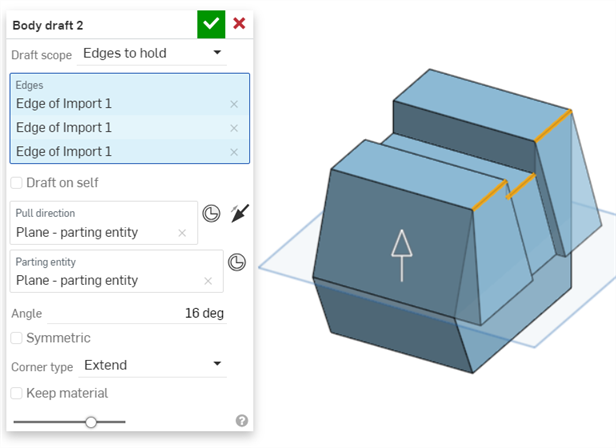 Body draft 2
Draft scope Edges to hold
Edges
Edge of Import 1
Edge of Import 1
Edge of Import 1
Draft on self
Pull direction
Plane - parting entity
Parting entity
Plane - parting entity
Angle 16 deg
Symmetric
Corner type Extend
Keep material